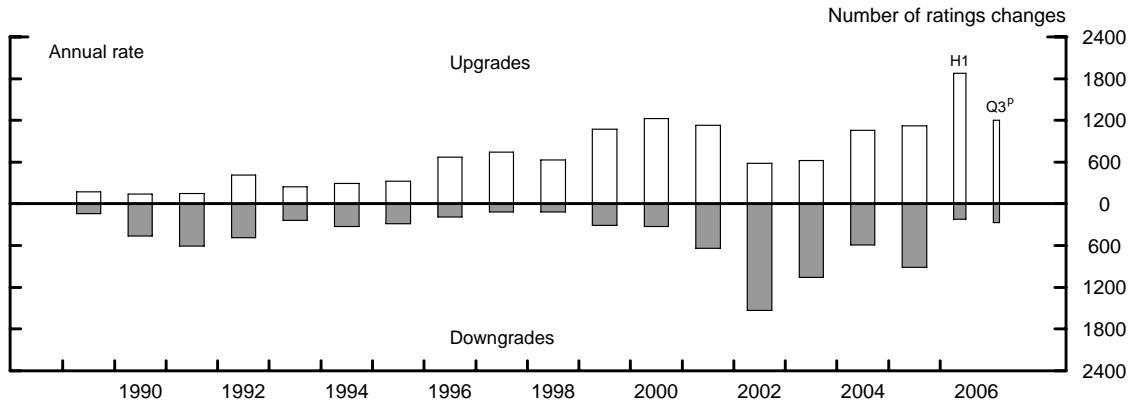 Number of ratings changes
2400
Annual rate
Upgrades
H1
1800
Q3ᵖ
1200
600
0
600
1200
1800
Downgrades
2400
1990 1992 1994 1996 1998 2000 2002 2004 2006